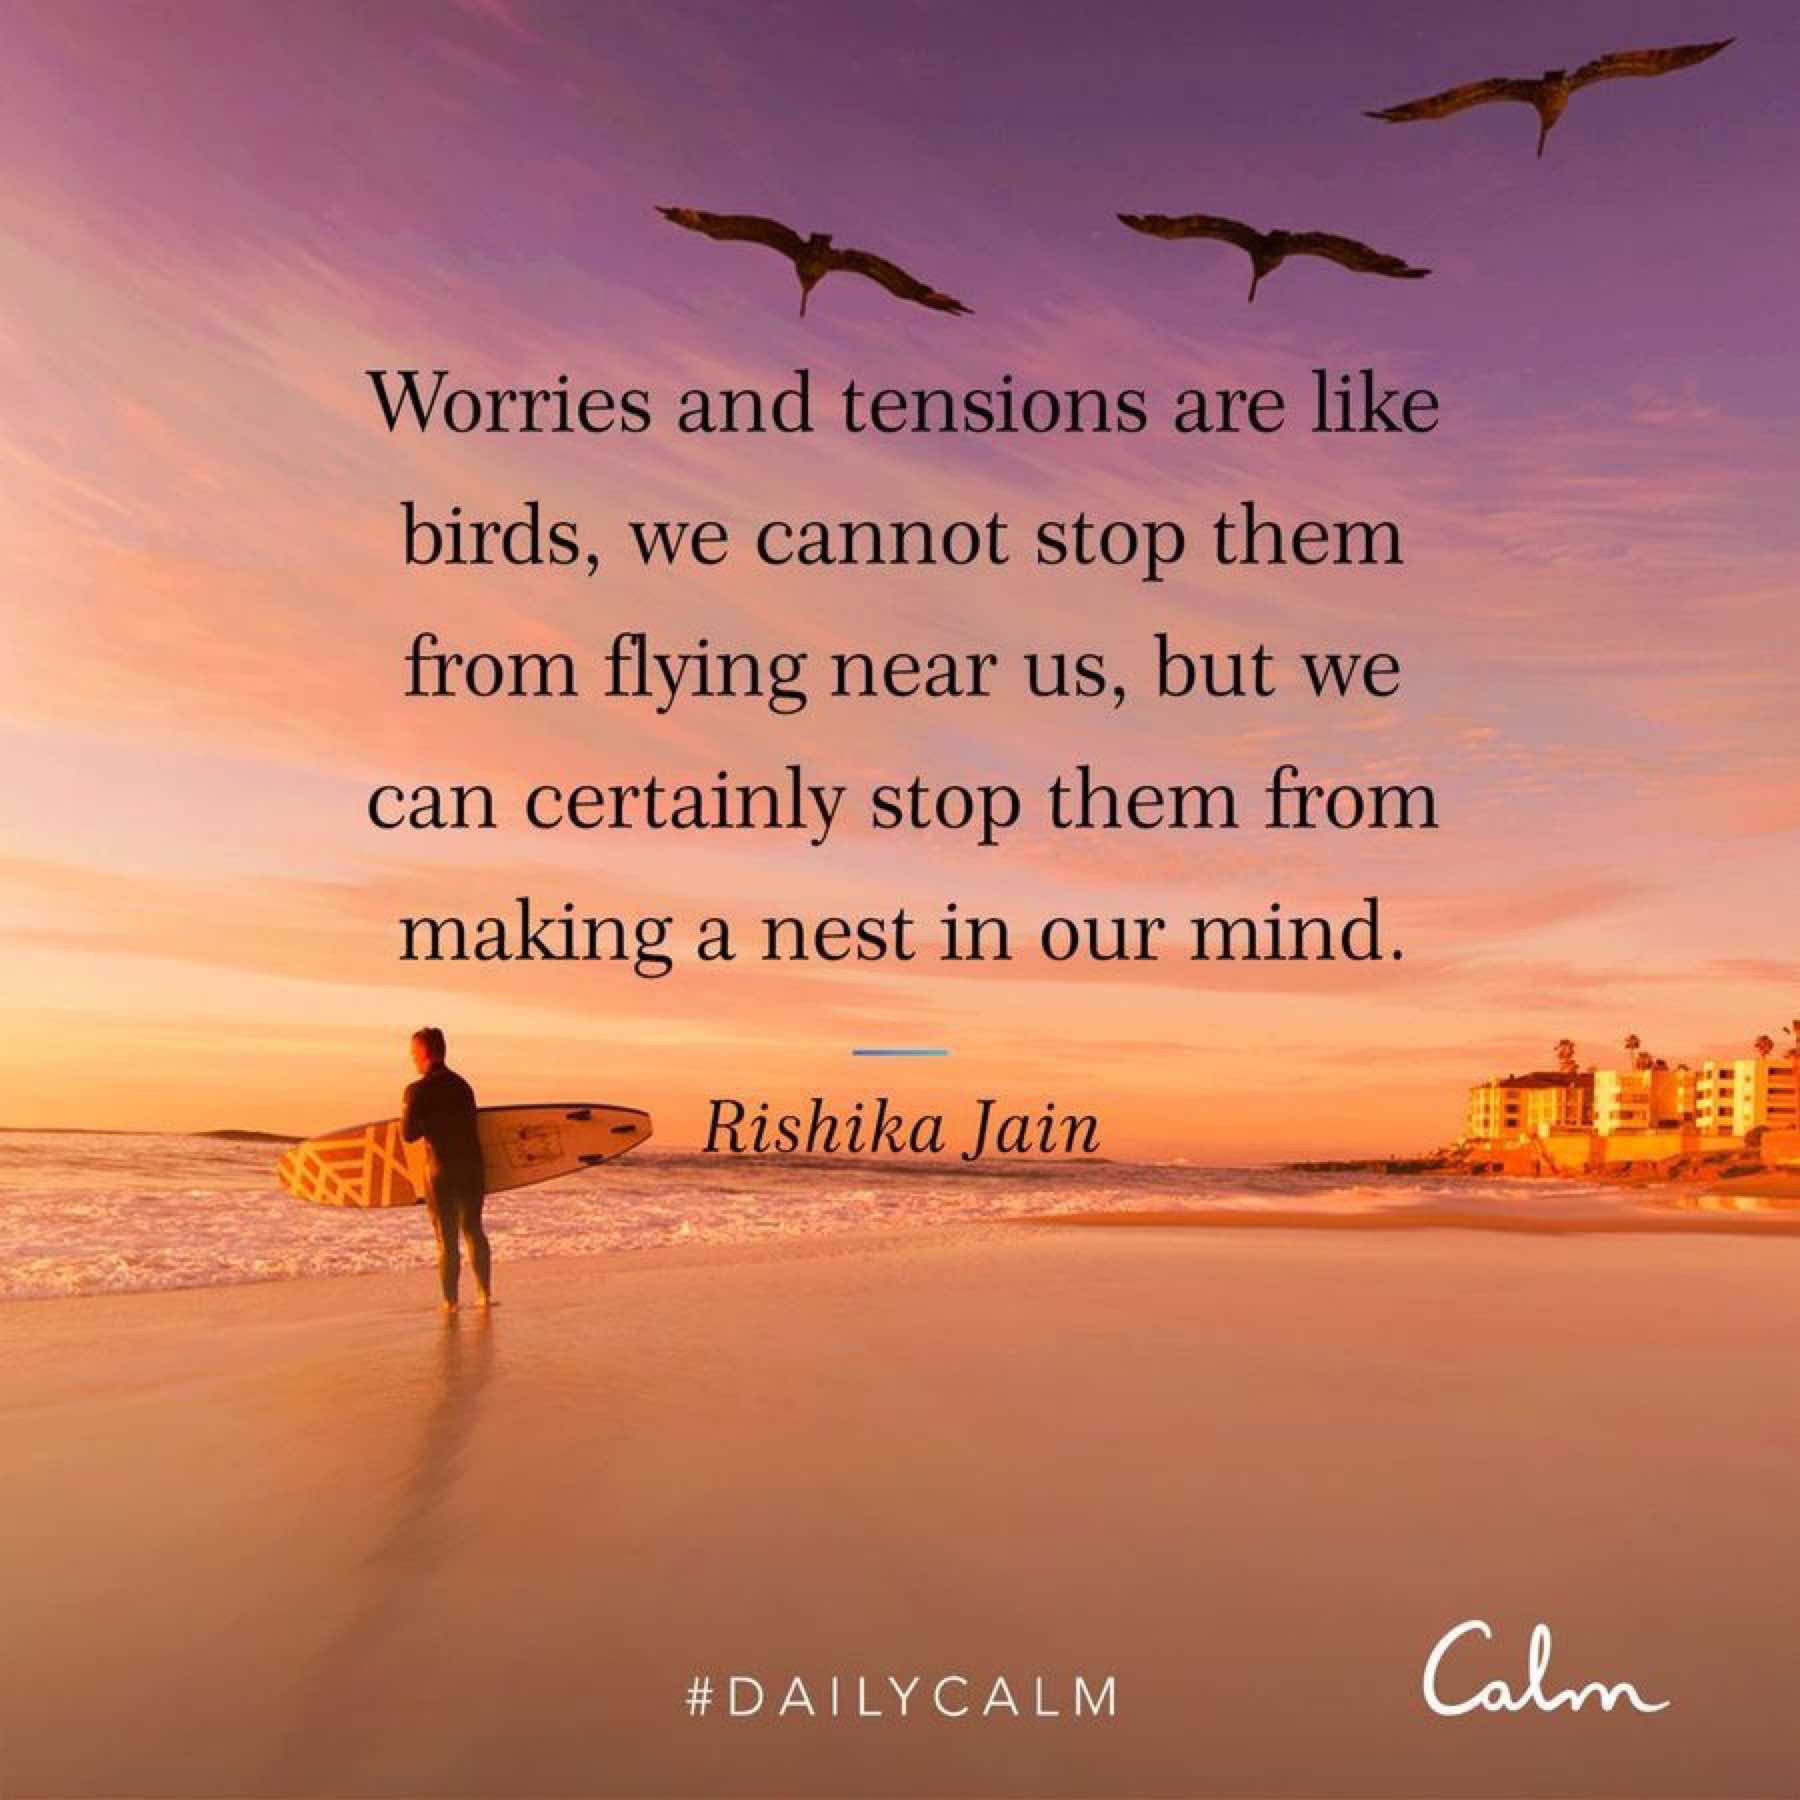 Worries and tensions are like
birds, we cannot stop them
from flying near us, but we
can certainly stop them from
making a nest in our mind.
Rishika Jain
#DAILYCALM
Calm